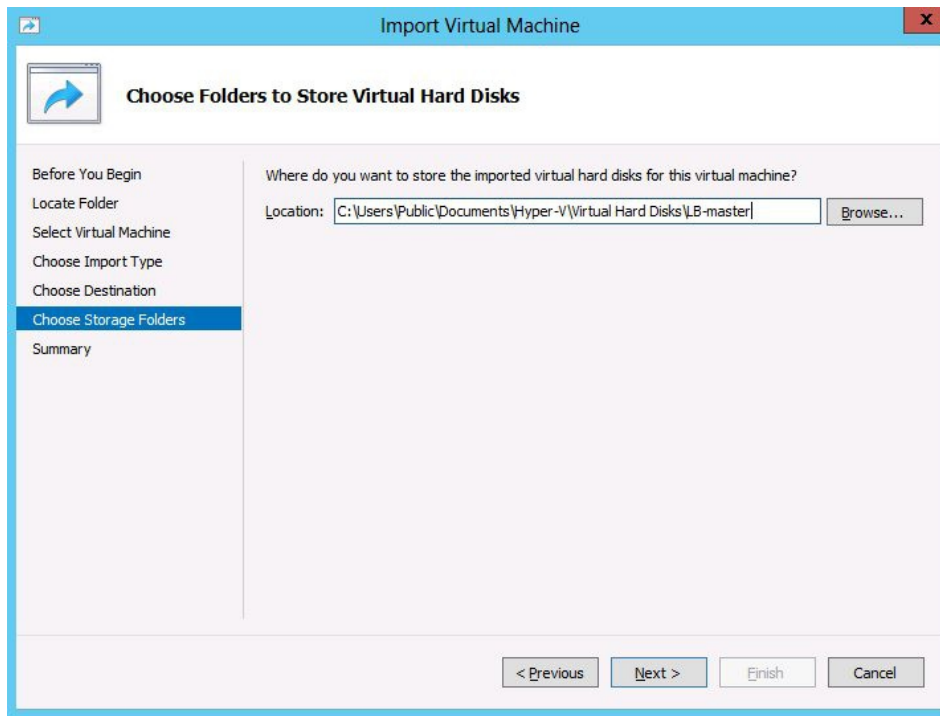 Import Virtual Machine
x
Choose Folders to Store Virtual Hard Disks
Before You Begin
Locate Folder
Select Virtual Machine
Choose Import Type
Choose Destination
Choose Storage Folders
Summary
Where do you want to store the imported virtual hard disks for this virtual machine?
Location: C:\Users\Public\Documents\Hyper-V\Virtual Hard Disks\LB-master Browse...
< Previous Next > Finish Cancel